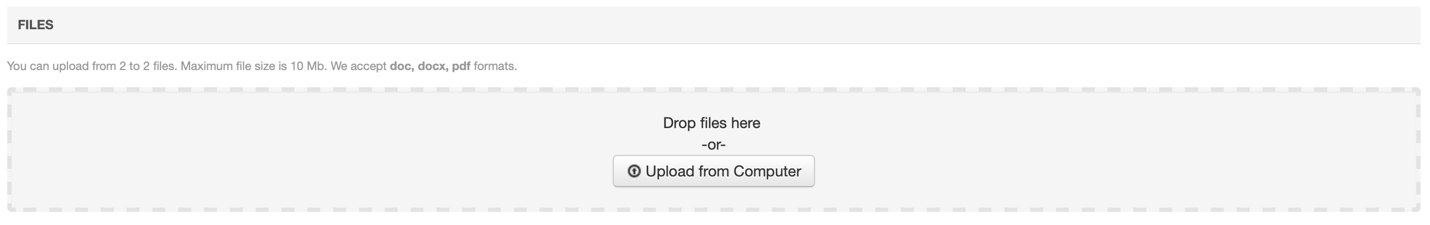 FILES
You can upload from 2 to 2 files. Maximum file size is 10 Mb. We accept doc, docx, pdf formats.
Drop files here
-or-
Upload from Computer